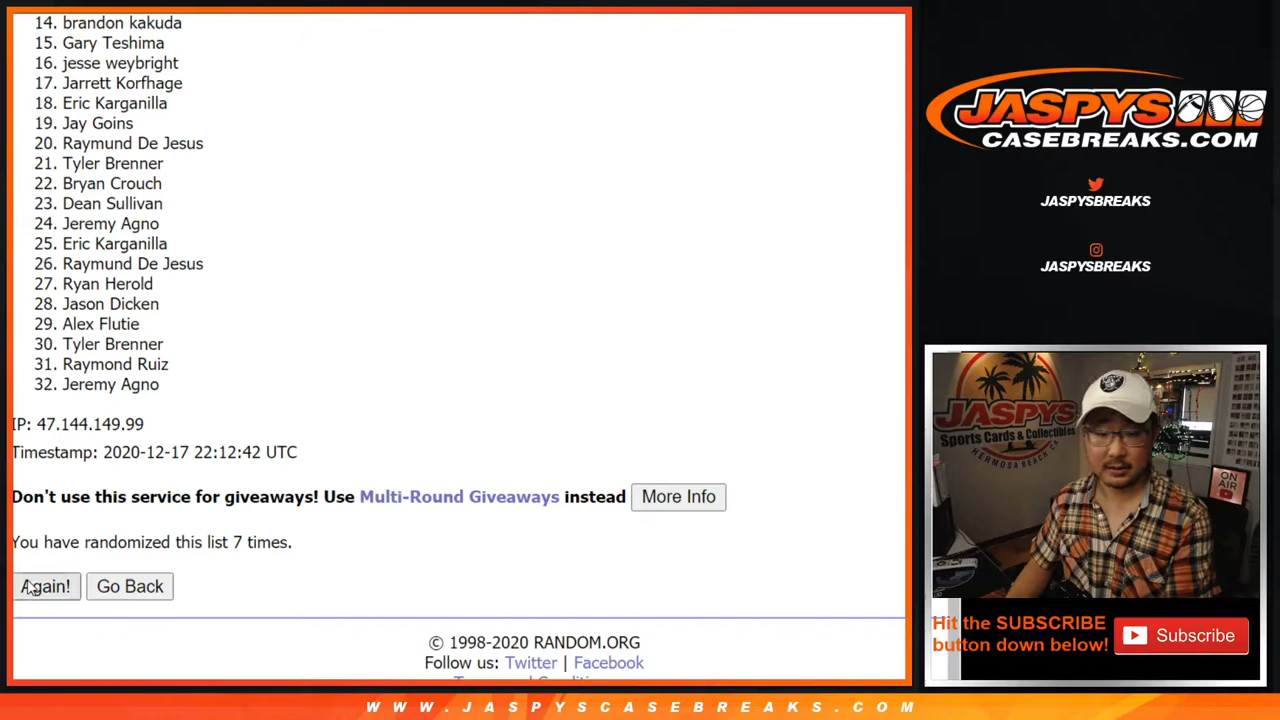 14. brandon kakuda
15. Gary Teshima
16. jesse weybright
17. Jarrett Korfhage
18. Eric Karganilla
19. Jay Goins
20. Raymund De Jesus
21. Tyler Brenner
22. Bryan Crouch
23. Dean Sullivan
24. Jeremy Agno
25. Eric Karganilla
26. Raymund De Jesus
27. Ryan Herold
28. Jason Dicken
29. Alex Flutie
30. Tyler Brenner
31. Raymond Ruiz
32. Jeremy Agno
IP: 47.144.149.99
Timestamp: 2020-12-17 22:12:42 UTC
Don't use this service for giveaways! Use Multi-Round Giveaways instead More Info
You have randomized this list 7 times.
Again! Go Back
© 1998-2020 RANDOM.ORG
Follow us: Twitter | Facebook
JASPYS
CASEBREAKS.COM
JASPYSBREAKS
JASPYSBREAKS
JASPYS
Sports Cards & Collectibles
HERMOSA BEACH CA
ON
AIR
Hit the SUBSCRIBE
button down below!
Subscribe
WWW.JASPYSCASEBREAKS.COM